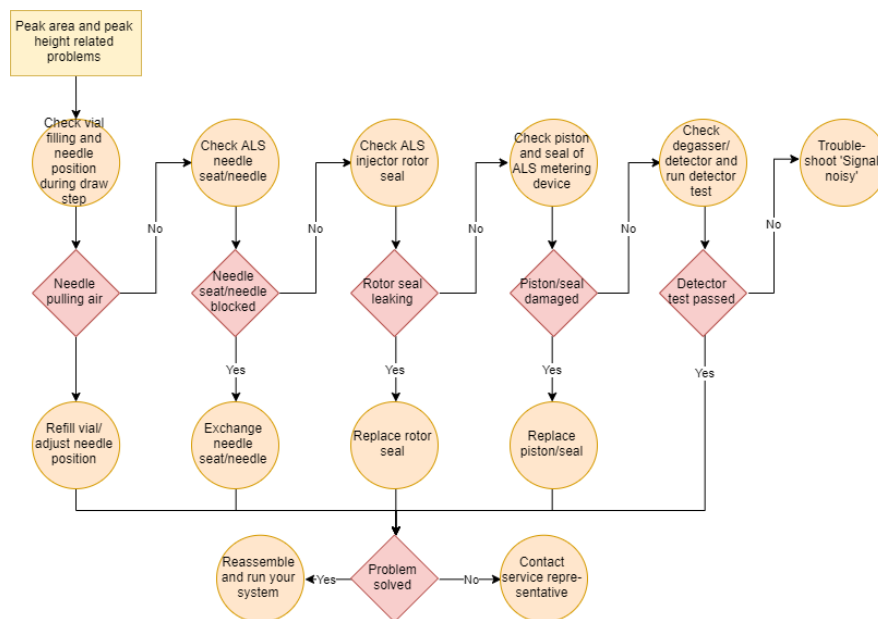 Peak area and peak
height related
problems
Check vial
filling and
needle
position
during draw
step
Check ALS
needle
seat/needle
Check ALS
injector rotor
seal
Check piston
and seal of
ALS metering
device
Check
degasser/
detector and
run detector
test
Trouble-
shoot 'Signal
noisy'
No
No
No
No
No
Needle
pulling air
Needle
seat/needle
blocked
Rotor seal
leaking
Piston/seal
damaged
Detector
test passed
Yes
Yes
Yes
Yes
Refill vial/
adjust needle
position
Exchange
needle
seat/needle
Replace rotor
seal
Replace
piston/seal
Reassemble
and run your
system
Yes
Problem
solved
No
Contact
service repre-
sentative